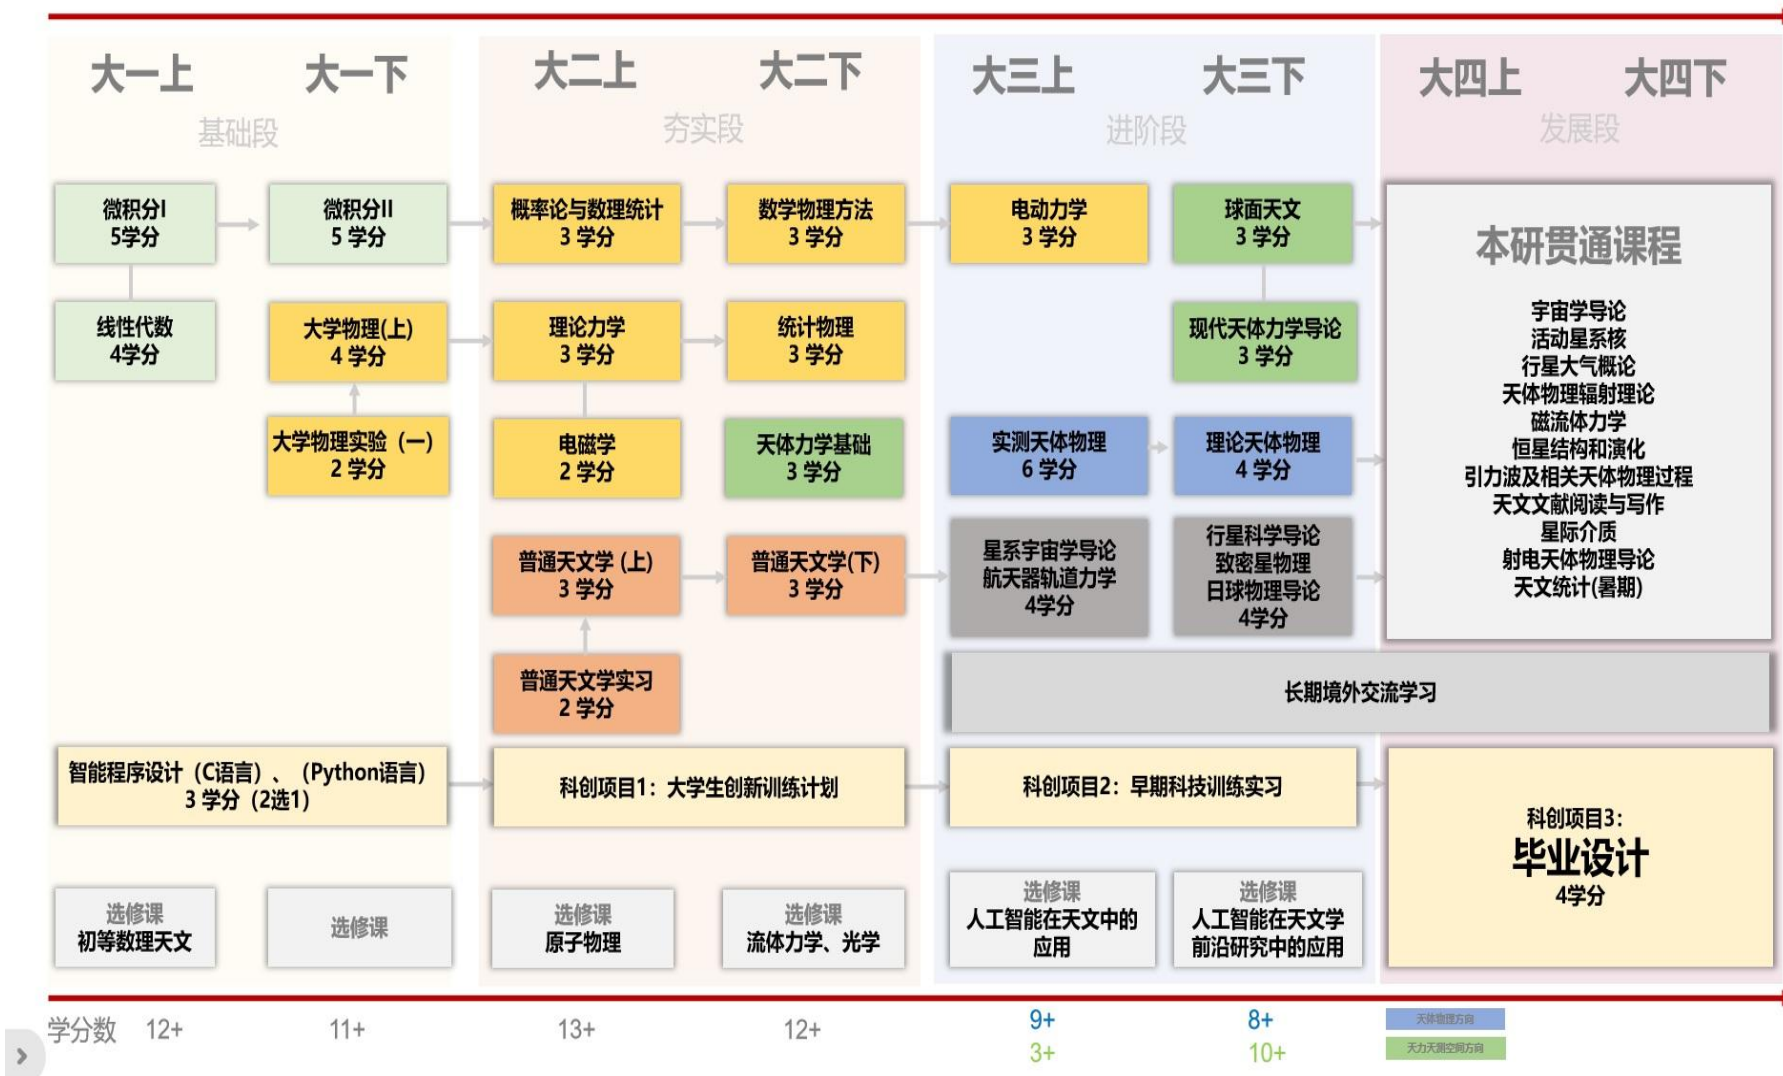 大一上
大一下
大二上
大二下
大三上
大三下
大四上
大四下
基础段
夯实段
进阶段
发展段
微积分I
5学分
微积分II
5 学分
概率论与数理统计
3 学分
数学物理方法
3 学分
电动力学
3 学分
球面天文
3 学分
线性代数
4学分
大学物理(上)
4 学分
理论力学
3 学分
统计物理
3 学分
现代天体力学导论
3 学分
大学物理实验（一）
2 学分
电磁学
2 学分
天体力学基础
3 学分
实测天体物理
6 学分
理论天体物理
4 学分
普通天文学 (上)
3 学分
普通天文学(下)
3 学分
星系宇宙学导论
航天器轨道力学
4学分
行星科学导论
致密星物理
日球物理导论
4学分
普通天文学实习
2 学分
本研贯通课程
宇宙学导论
活动星系核
行星大气概论
天体物理辐射理论
磁流体力学
恒星结构和演化
引力波及相关天体物理过程
天文文献阅读与写作
星际介质
射电天体物理导论
天文统计(暑期)
长期境外交流学习
智能程序设计（C语言）、（Python语言）
3 学分（2选1）
科创项目1：大学生创新训练计划
科创项目2：早期科技训练实习
科创项目3：
毕业设计
4学分
选修课
初等数理天文
选修课
选修课
原子物理
选修课
流体力学、光学
选修课
人工智能在天文中的
应用
选修课
人工智能在天文学
前沿研究中的应用
学分数
12+
11+
13+
12+
9+
8+
3+
10+
天体物理方向
天力天测空间方向